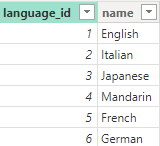 language_id name
1 English
2 Italian
3 Japanese
4 Mandarin
5 French
6 German